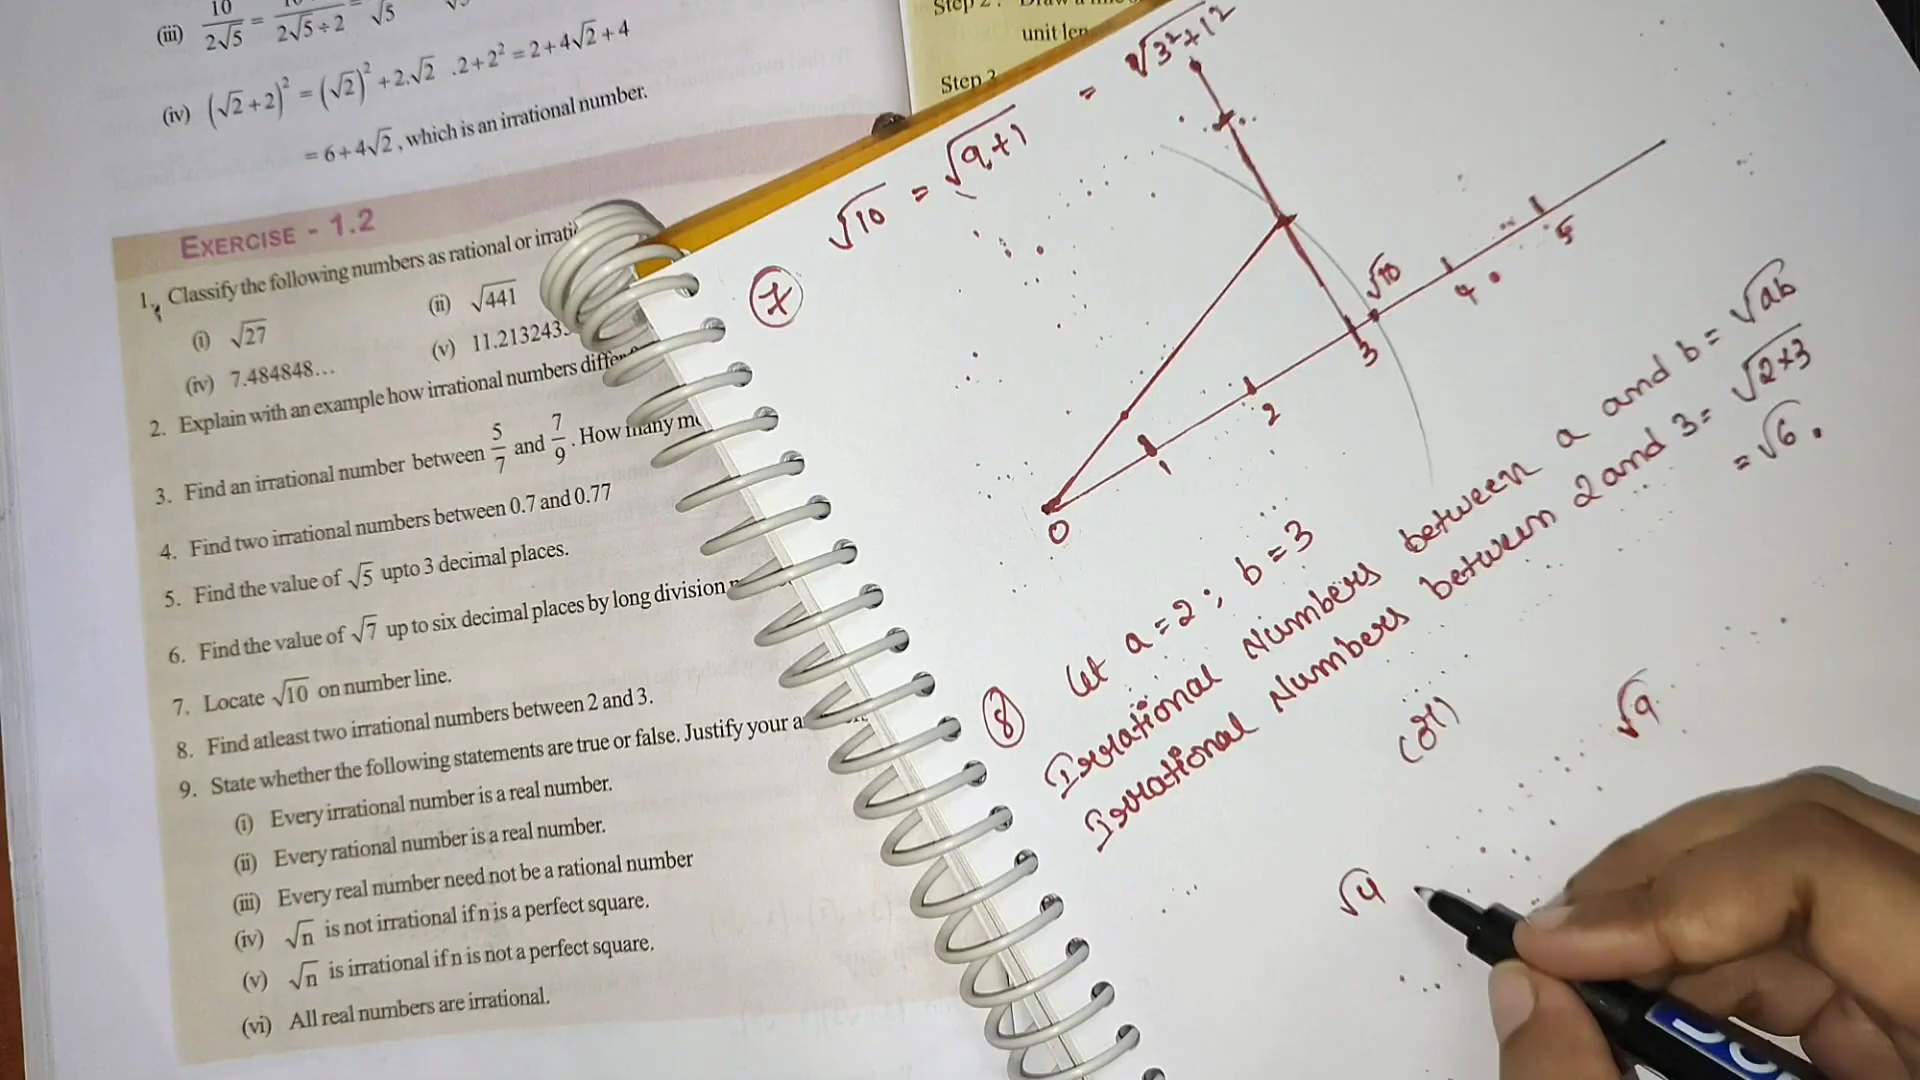 (iii) 10/2√5 = 2√5÷2 √5
(iv) (√2+2)² = (√2)² + 2.√2 .2+2² = 2+4√2+4
= 6+4√2, which is an irrational number.
EXERCISE - 1.2
1. Classify the following numbers as rational or
(i) √27
(ii) √441
(iv) 7.484848...
(v) 11.213243
2. Explain with an example how irrational numbers
3. Find an irrational number between 5/7 and 7/9. How many
4. Find two irrational numbers between 0.7 and 0.77
5. Find the value of √5 upto 3 decimal places.
6. Find the value of √7 up to six decimal places by long division
7. Locate √10 on number line.
8. Find atleast two irrational numbers between 2 and 3.
9. State whether the following statements are true or false. Justify your
(i) Every irrational number is a real number.
(ii) Every rational number is a real number.
(iii) Every real number need not be a rational number
(iv) √n is not irrational if n is a perfect square.
(v) √n is irrational if n is not a perfect square.
(vi) All real numbers are irrational.
unit
Step
7 √10 = √9+1 = √3²+1²
0 1 2 3 √10 4 5
8 Let a=2; b=3
Irrational Numbers between a and b = √ab
Irrational Numbers between 2 and 3 = √2×3
= √6.
(or)
√4 √9